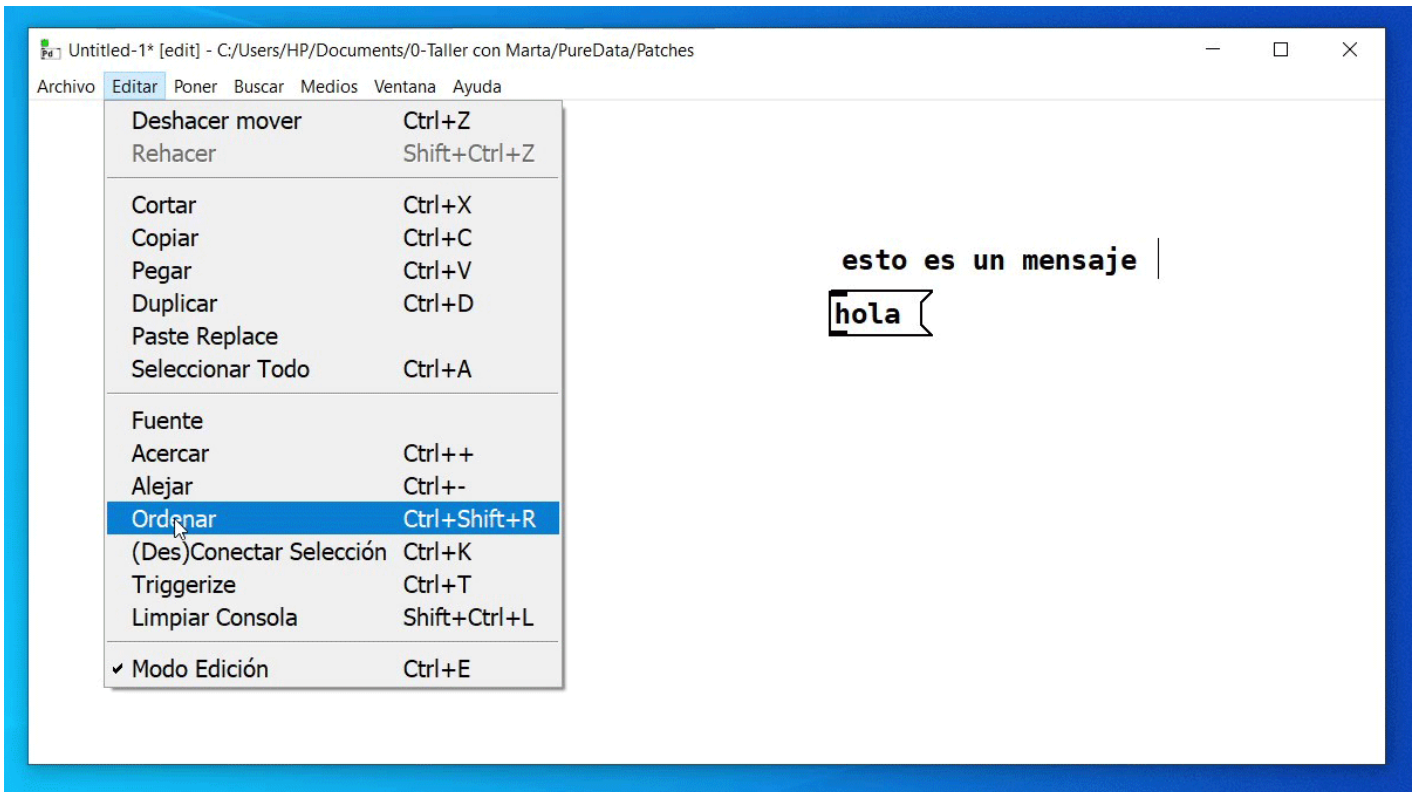 Untitled-1* [edit] - C:/Users/HP/Documents/0-Taller con Marta/PureData/Patches
Archivo Editar Poner Buscar Medios Ventana Ayuda
Deshacer mover Ctrl+Z
Rehacer Shift+Ctrl+Z
Cortar Ctrl+X
Copiar Ctrl+C
Pegar Ctrl+V
Duplicar Ctrl+D
Paste Replace
Seleccionar Todo Ctrl+A
Fuente
Acercar Ctrl++
Alejar Ctrl+-
Ordenar Ctrl+Shift+R
(Des)Conectar Selección Ctrl+K
Triggerize Ctrl+T
Limpiar Consola Shift+Ctrl+L
Modo Edición Ctrl+E
esto es un mensaje
hola